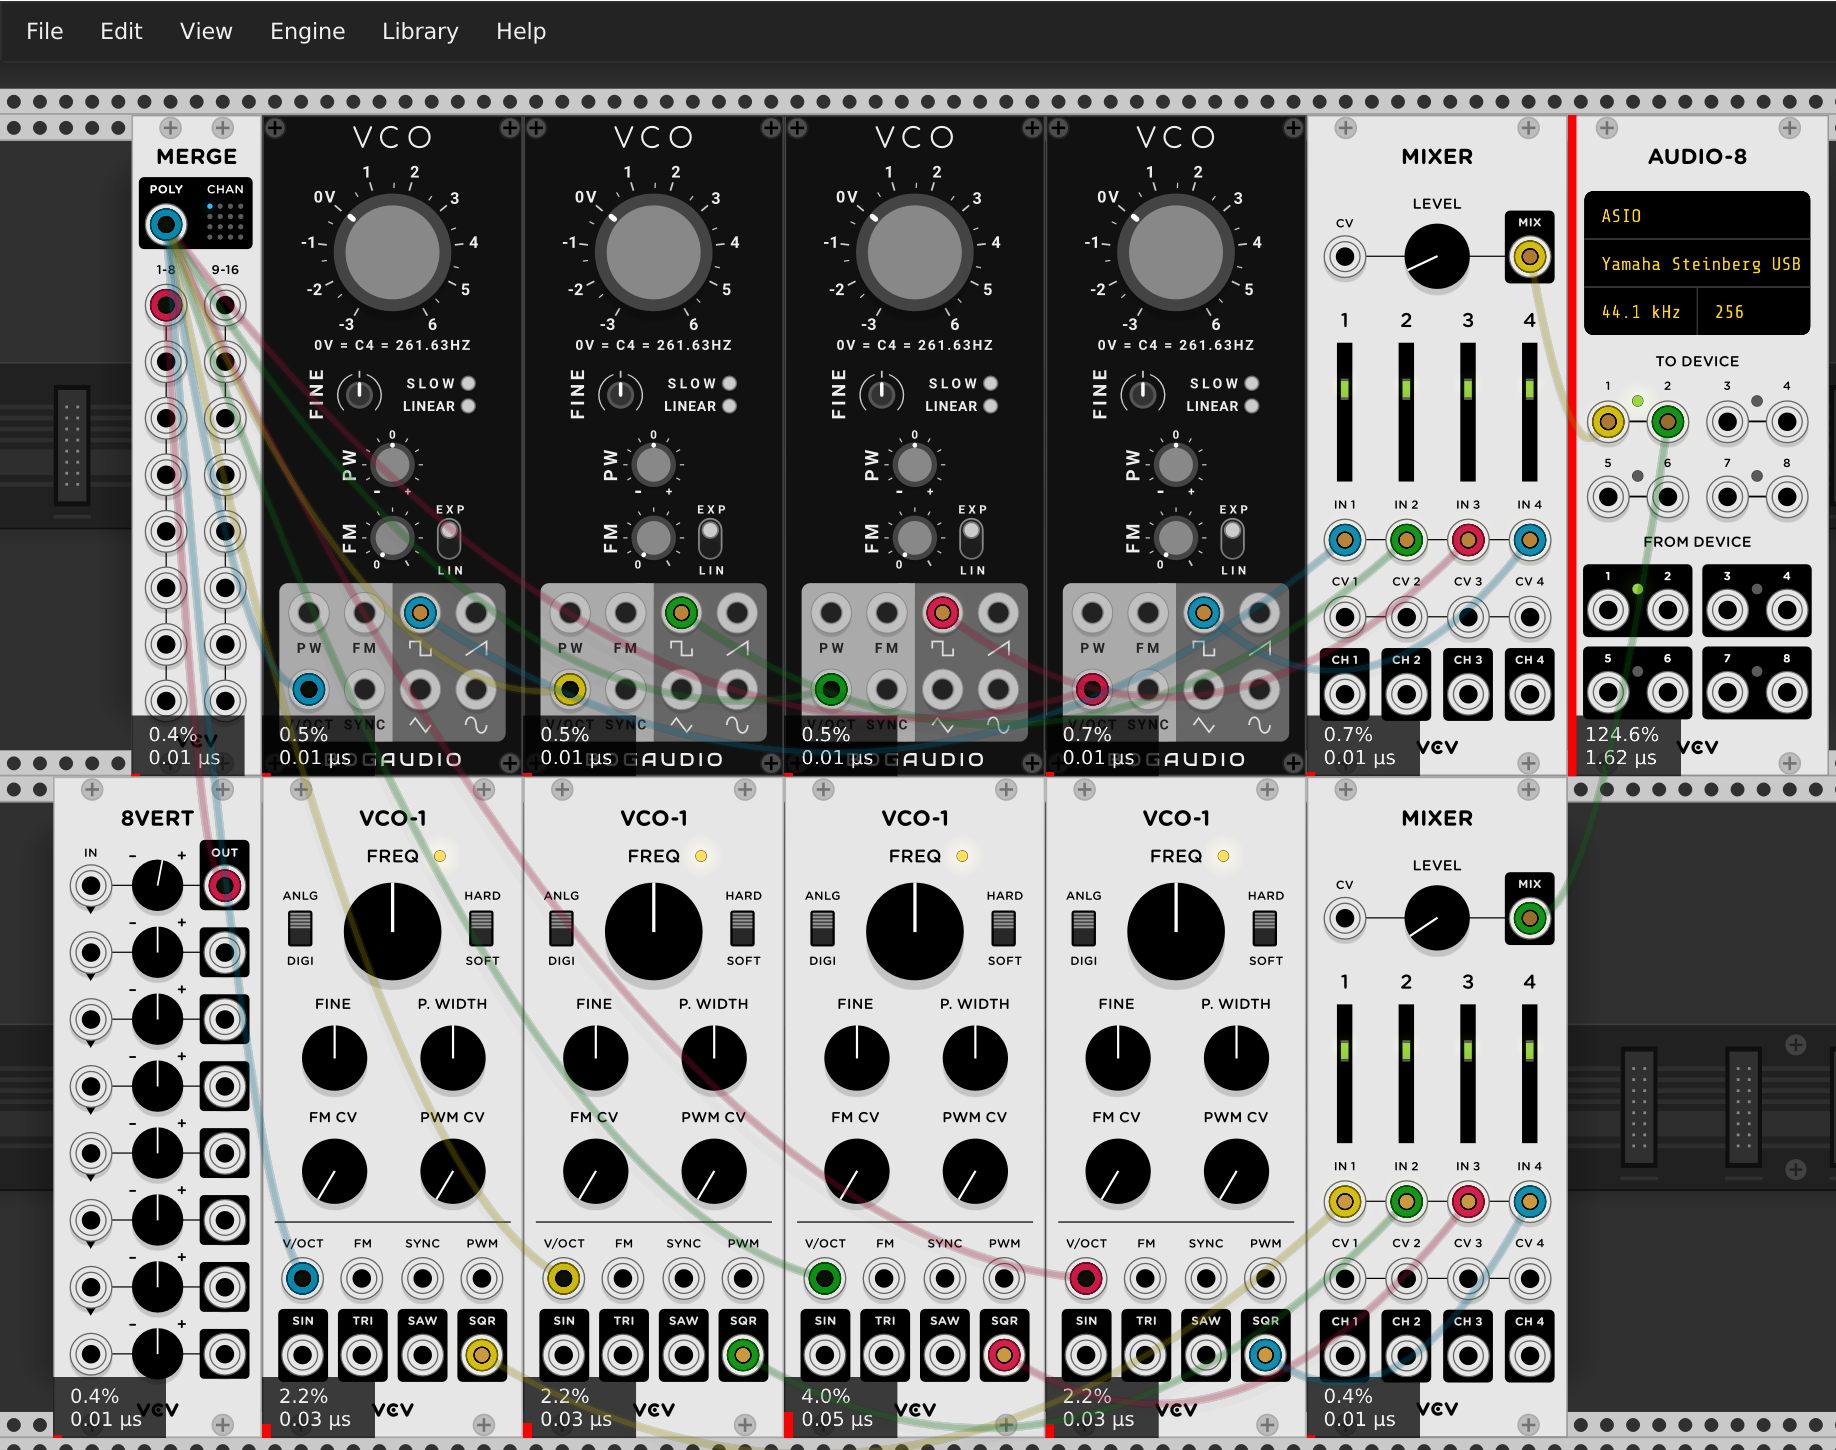 File Edit View Engine Library Help
MERGE
POLY CHAN
1-8 9-16
0.4%
0.01 µs
VCO
0V 1 2 3 4 5 6 -1 -2 -3
0V = C4 = 261.63HZ
FINE SLOW LINEAR
PW 0 - +
FM 0 EXP LIN
PW FM
V/OCT SYNC
0.5%
0.01 µs
AUDIO
VCO
0V 1 2 3 4 5 6 -1 -2 -3
0V = C4 = 261.63HZ
FINE SLOW LINEAR
PW 0 - +
FM 0 EXP LIN
PW FM
V/OCT SYNC
0.5%
0.01 µs
AUDIO
VCO
0V 1 2 3 4 5 6 -1 -2 -3
0V = C4 = 261.63HZ
FINE SLOW LINEAR
PW 0 - +
FM 0 EXP LIN
PW FM
V/OCT SYNC
0.5%
0.01 µs
AUDIO
VCO
0V 1 2 3 4 5 6 -1 -2 -3
0V = C4 = 261.63HZ
FINE SLOW LINEAR
PW 0 - +
FM 0 EXP LIN
PW FM
V/OCT SYNC
0.7%
0.01 µs
AUDIO
MIXER
LEVEL
CV MIX
1 2 3 4
IN 1 IN 2 IN 3 IN 4
CV 1 CV 2 CV 3 CV 4
CH 1 CH 2 CH 3 CH 4
0.7%
0.01 µs
VCV
AUDIO-8
ASIO
Yamaha Steinberg USB
44.1 kHz 256
TO DEVICE
1 2 3 4
5 6 7 8
FROM DEVICE
1 2 3 4
5 6 7 8
124.6%
1.62 µs
VCV
8VERT
IN - + OUT
- +
- +
- +
- +
- +
- +
- +
0.4%
0.01 µs
VCV
VCO-1
FREQ
ANLG HARD
DIGI SOFT
FINE P. WIDTH
FM CV PWM CV
V/OCT FM SYNC PWM
SIN TRI SAW SQR
2.2%
0.03 µs
VCV
VCO-1
FREQ
ANLG HARD
DIGI SOFT
FINE P. WIDTH
FM CV PWM CV
V/OCT FM SYNC PWM
SIN TRI SAW SQR
2.2%
0.03 µs
VCV
VCO-1
FREQ
ANLG HARD
DIGI SOFT
FINE P. WIDTH
FM CV PWM CV
V/OCT FM SYNC PWM
SIN TRI SAW SQR
4.0%
0.05 µs
VCV
VCO-1
FREQ
ANLG HARD
DIGI SOFT
FINE P. WIDTH
FM CV PWM CV
V/OCT FM SYNC PWM
SIN TRI SAW SQR
2.2%
0.03 µs
VCV
MIXER
LEVEL
CV MIX
1 2 3 4
IN 1 IN 2 IN 3 IN 4
CV 1 CV 2 CV 3 CV 4
CH 1 CH 2 CH 3 CH 4
0.4%
0.01 µs
VCV